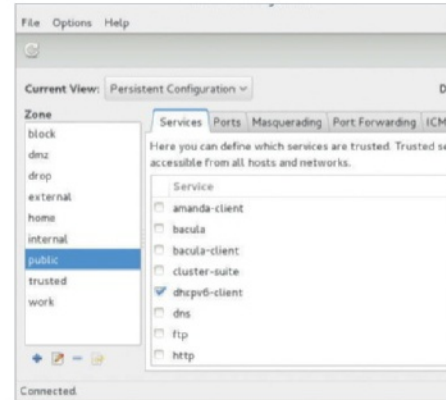 File Options Help
Current View: Persistent Configuration
D
Zone
block
dmz
drop
external
home
internal
public
trusted
work
Services Ports Masquerading Port Forwarding ICM
Here you can define which services are trusted. Trusted se
accessible from all hosts and networks.
Service
amanda-client
bacula
bacula-client
cluster-suite
dhcpv6-client
dns
ftp
http
Connected.